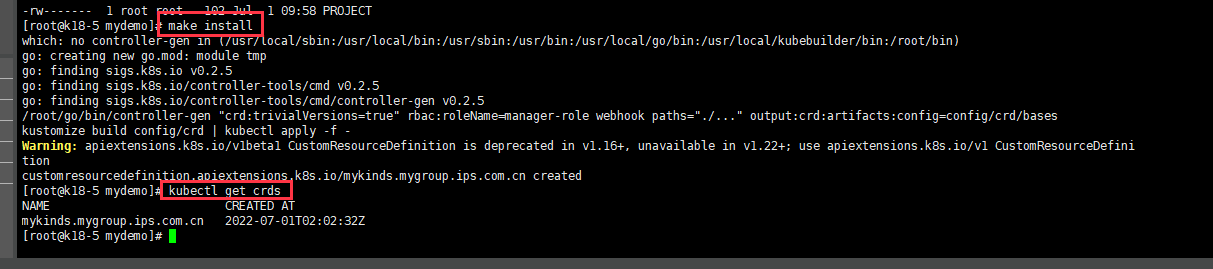 -rw-------  1 root root   102 Jul  1 09:58 PROJECT
[root@k18-5 mydemo]# make install
which: no controller-gen in (/usr/local/sbin:/usr/local/bin:/usr/sbin:/usr/bin:/usr/local/go/bin:/usr/local/kubebuilder/bin:/root/bin)
go: creating new go.mod: module tmp
go: finding sigs.k8s.io v0.2.5
go: finding sigs.k8s.io/controller-tools/cmd v0.2.5
go: finding sigs.k8s.io/controller-tools/cmd/controller-gen v0.2.5
/root/go/bin/controller-gen "crd:trivialVersions=true" rbac:roleName=manager-role webhook paths="./..." output:crd:artifacts:config=config/crd/bases
kustomize build config/crd | kubectl apply -f -
Warning: apiextensions.k8s.io/v1beta1 CustomResourceDefinition is deprecated in v1.16+, unavailable in v1.22+; use apiextensions.k8s.io/v1 CustomResourceDefini
tion
customresourcedefinition.apiextensions.k8s.io/mykinds.mygroup.ips.com.cn created
[root@k18-5 mydemo]# kubectl get crds
NAME                         CREATED AT
mykinds.mygroup.ips.com.cn   2022-07-01T02:02:32Z
[root@k18-5 mydemo]#